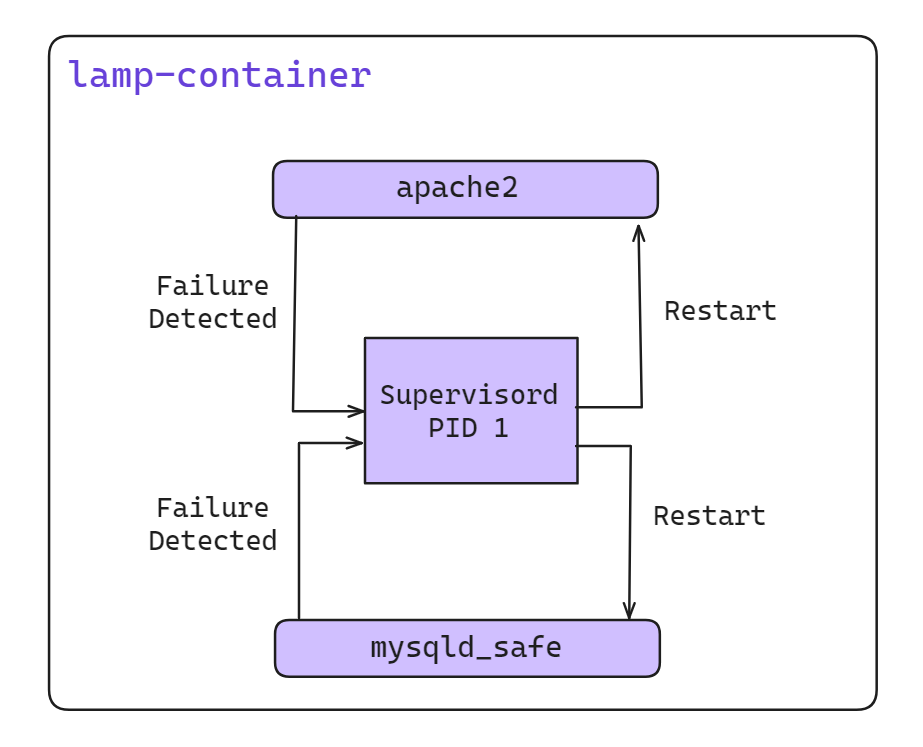 lamp-container
apache2
Failure
Detected
Restart
Supervisord
PID 1
Failure
Detected
Restart
mysqld_safe